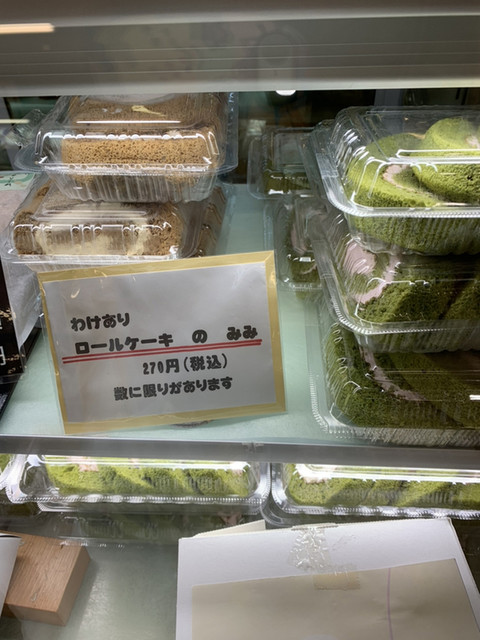 わけあり
ロールケーキ の みみ
270円(税込)
数に限りがあります
円